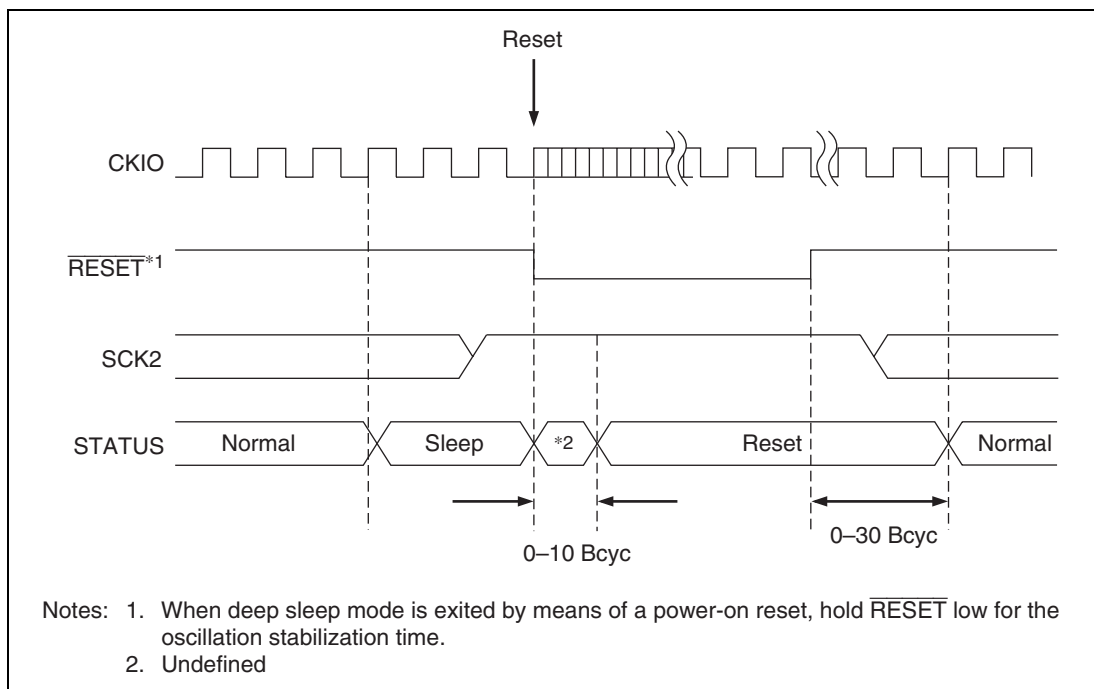 Reset
CKIO
RESET*1
SCK2
STATUS
Normal
Sleep
*2
Reset
Normal
0–10 Bcyc
0–30 Bcyc
Notes: 1. When deep sleep mode is exited by means of a power-on reset, hold RESET low for the
oscillation stabilization time.
2. Undefined